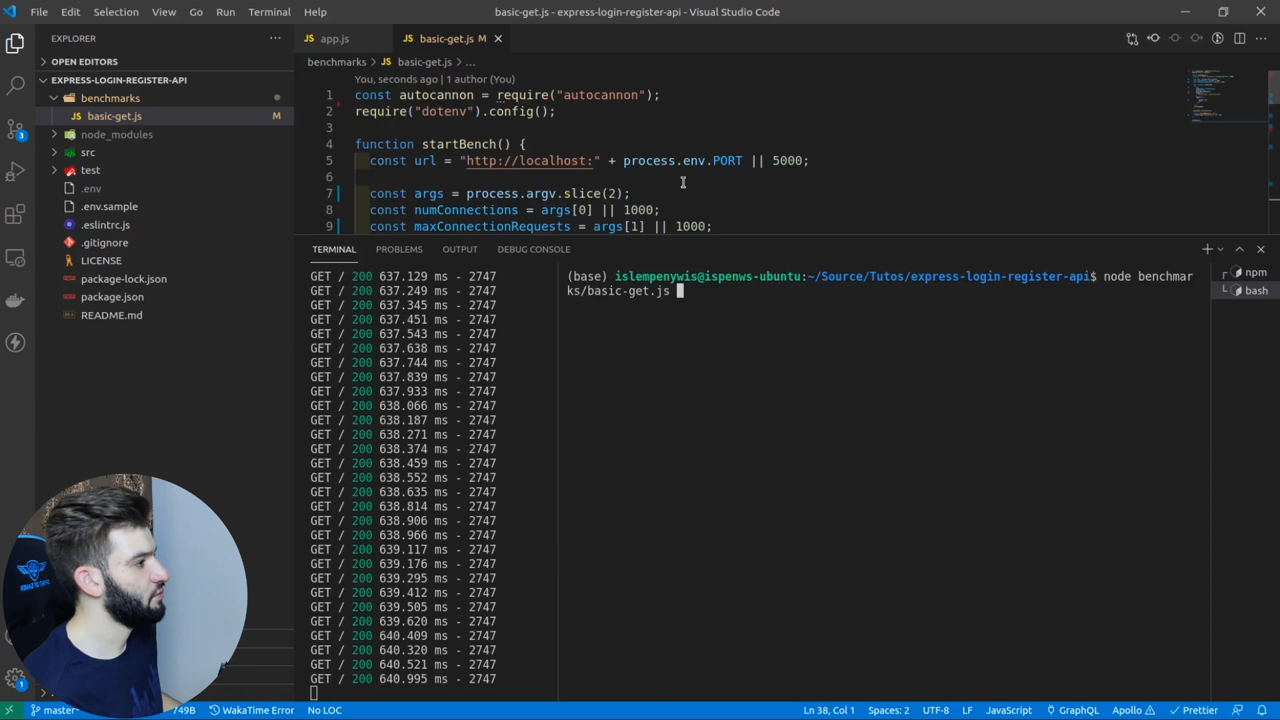 File Edit Selection View Go Run Terminal Help
basic-get.js - express-login-register-api - Visual Studio Code
EXPLORER
OPEN EDITORS
EXPRESS-LOGIN-REGISTER-API
benchmarks
basic-get.js M
node_modules
src
test
.env
.env.sample
.eslintrc.js
.gitignore
LICENSE
package-lock.json
package.json
README.md
3
1
app.js
basic-get.js M
benchmarks > basic-get.js > ...
You, seconds ago | 1 author (You)
1 const autocannon = require("autocannon");
2 require("dotenv").config();
3
4 function startBench() {
5 const url = "http://localhost:" + process.env.PORT || 5000;
6
7 const args = process.argv.slice(2);
8 const numConnections = args[0] || 1000;
9 const maxConnectionRequests = args[1] || 1000;
TERMINAL PROBLEMS OUTPUT DEBUG CONSOLE
GET / 200 637.129 ms - 2747
GET / 200 637.249 ms - 2747
GET / 200 637.345 ms - 2747
GET / 200 637.451 ms - 2747
GET / 200 637.543 ms - 2747
GET / 200 637.638 ms - 2747
GET / 200 637.744 ms - 2747
GET / 200 637.839 ms - 2747
GET / 200 637.933 ms - 2747
GET / 200 638.066 ms - 2747
GET / 200 638.187 ms - 2747
GET / 200 638.271 ms - 2747
GET / 200 638.374 ms - 2747
GET / 200 638.459 ms - 2747
GET / 200 638.552 ms - 2747
GET / 200 638.635 ms - 2747
GET / 200 638.814 ms - 2747
GET / 200 638.906 ms - 2747
GET / 200 638.966 ms - 2747
GET / 200 639.117 ms - 2747
GET / 200 639.176 ms - 2747
GET / 200 639.295 ms - 2747
GET / 200 639.412 ms - 2747
GET / 200 639.505 ms - 2747
GET / 200 639.620 ms - 2747
GET / 200 640.409 ms - 2747
GET / 200 640.320 ms - 2747
GET / 200 640.521 ms - 2747
GET / 200 640.995 ms - 2747
(base) islempenywis@ispenws-ubuntu:~/Source/Tutos/express-login-register-api$ node benchmar
ks/basic-get.js
npm
bash
master* 749B WakaTime Error No LOC
Ln 38, Col 1 Spaces: 2 UTF-8 LF JavaScript GraphQL Apollo Prettier